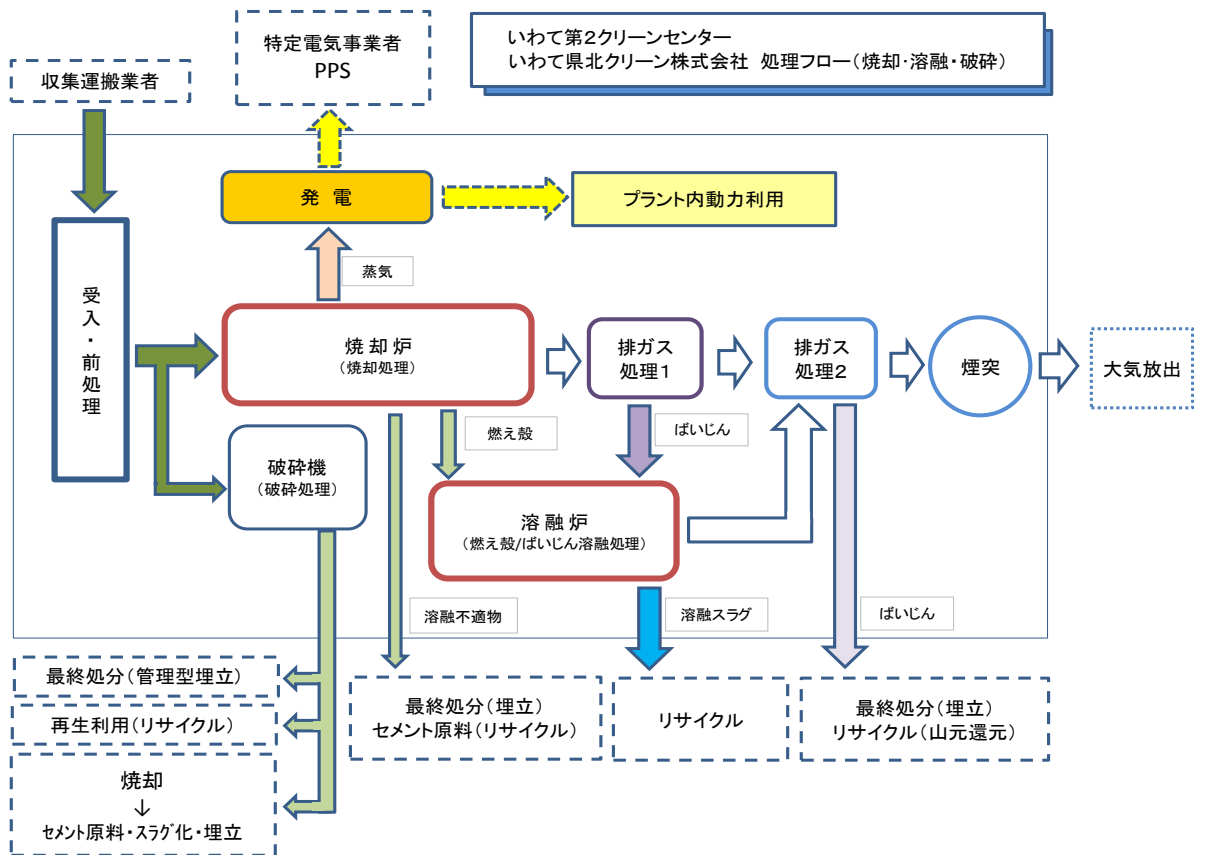 いわて第2クリーンセンター
いわて県北クリーン株式会社 処理フロー(焼却・溶融・破砕)
特定電気事業者
PPS
収集運搬業者
発 電
プラント内動力利用
蒸気
受入・前処理
焼 却 炉
(焼却処理)
排ガス
処理1
排ガス
処理2
煙突
大気放出
燃え殻
ばいじん
破砕機
(破砕処理)
溶 融 炉
(燃え殻/ばいじん溶融処理)
溶融不適物
溶融スラグ
ばいじん
最終処分(管理型埋立)
再生利用(リサイクル)
焼却
↓
セメント原料・スラグ化・埋立
最終処分(埋立)
セメント原料(リサイクル)
リサイクル
最終処分(埋立)
リサイクル(山元還元)